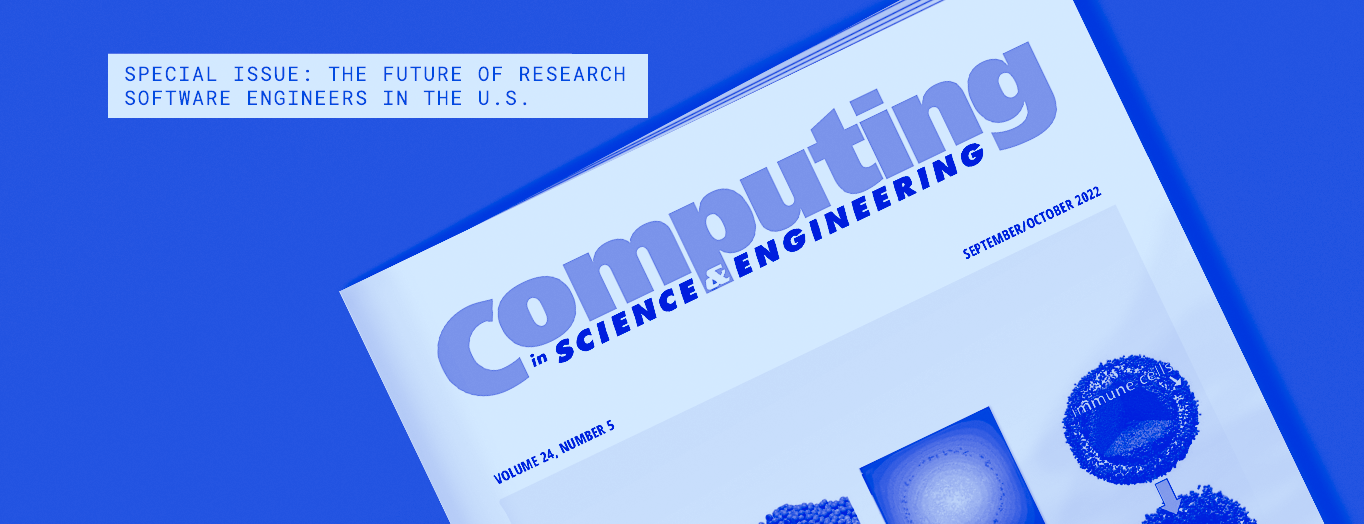 SPECIAL ISSUE: THE FUTURE OF RESEARCH
SOFTWARE ENGINEERS IN THE U.S.
Computing
in SCIENCE & ENGINEERING
SEPTEMBER/OCTOBER 2022
VOLUME 24, NUMBER 5
immune cells